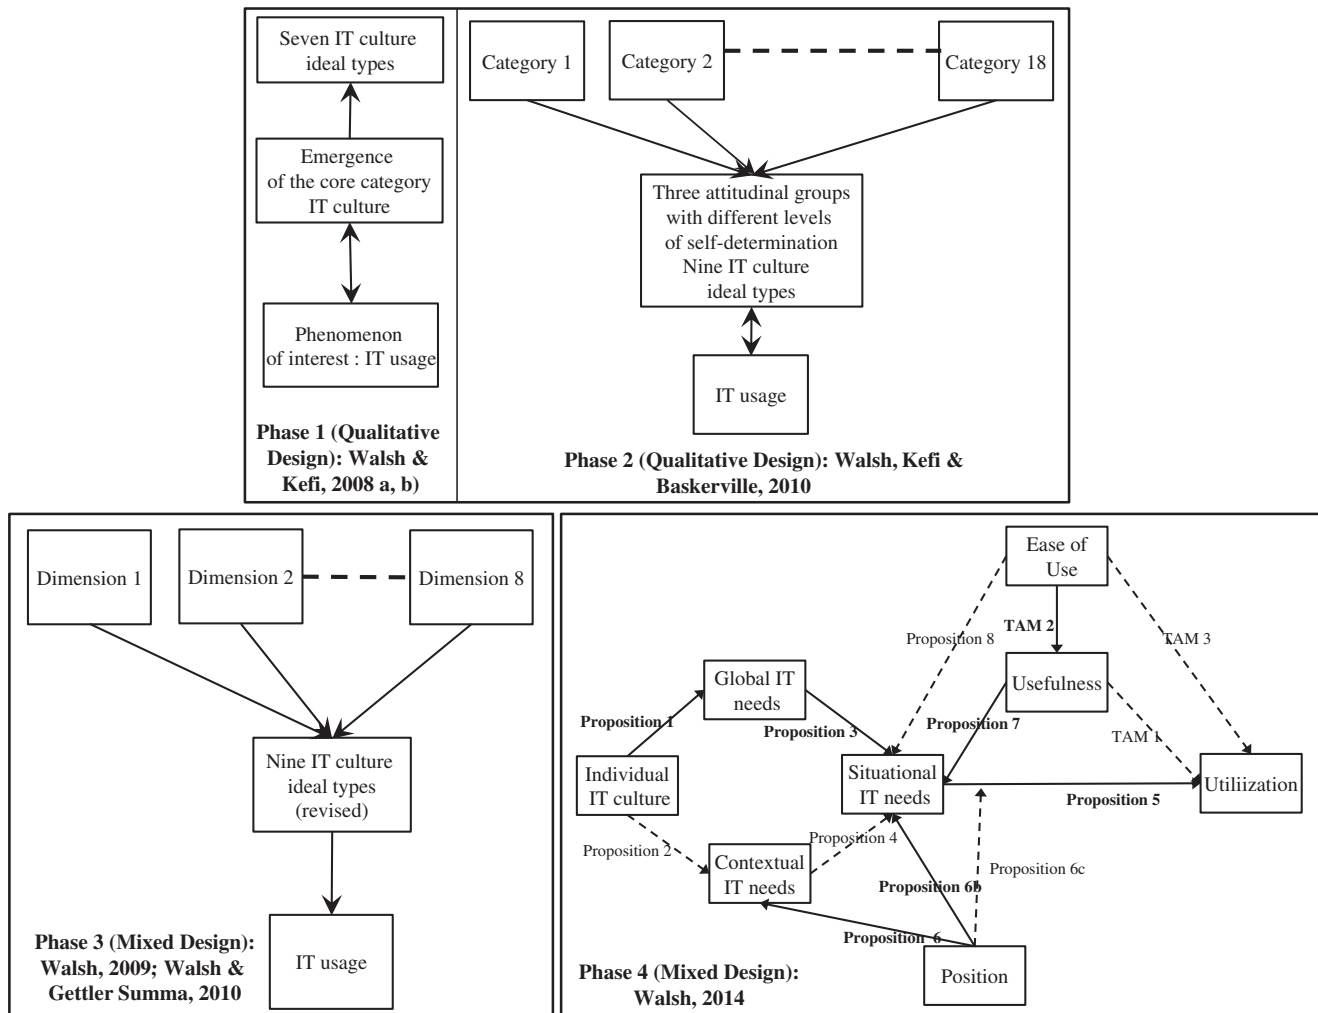 Seven IT culture
ideal types
Emergence
of the core category
IT culture
Phenomenon
of interest : IT usage
Phase 1 (Qualitative
Design): Walsh &
Kefi, 2008 a, b)
Category 1
Category 2
Category 18
Three attitudinal groups
with different levels
of self-determination
Nine IT culture
ideal types
IT usage
Phase 2 (Qualitative Design): Walsh, Kefi &
Baskerville, 2010
Dimension 1
Dimension 2
Dimension 8
Nine IT culture
ideal types
(revised)
IT usage
Phase 3 (Mixed Design):
Walsh, 2009; Walsh &
Gettler Summa, 2010
Ease of
Use
TAM 2
TAM 3
Proposition 8
Usefulness
Global IT
needs
Proposition 1
Proposition 3
Proposition 7
TAM 1
Individual
IT culture
Situational
IT needs
Utiliization
Proposition 5
Proposition 2
Proposition 4
Contextual
IT needs
Proposition 6b
Proposition 6c
Proposition 6
Position
Phase 4 (Mixed Design):
Walsh, 2014